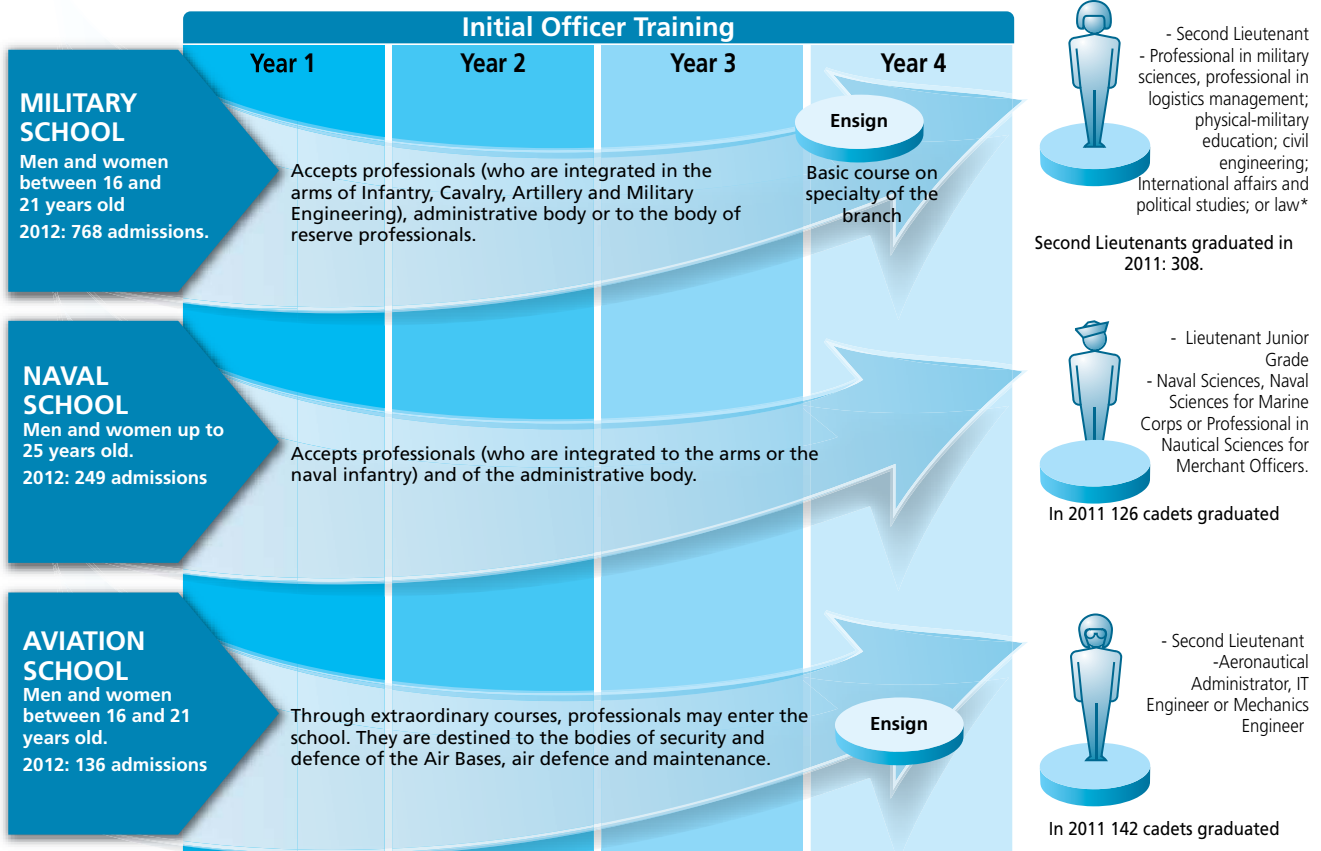 Initial Officer Training
Year 1
Year 2
Year 3
Year 4
MILITARY
SCHOOL
Men and women
between 16 and
21 years old
2012: 768 admissions.
Accepts professionals (who are integrated in the
arms of Infantry, Cavalry, Artillery and Military
Engineering), administrative body or to the body of
reserve professionals.
Ensign
Basic course on
specialty of the
branch
- Second Lieutenant
- Professional in military
sciences, professional in
logistics management;
physical-military
education; civil
engineering;
International affairs and
political studies; or law*
Second Lieutenants graduated in
2011: 308.
NAVAL
SCHOOL
Men and women up to
25 years old.
2012: 249 admissions
Accepts professionals (who are integrated to the arms or the
naval infantry) and of the administrative body.
- Lieutenant Junior
Grade
- Naval Sciences, Naval
Sciences for Marine
Corps or Professional in
Nautical Sciences for
Merchant Officers.
In 2011 126 cadets graduated
AVIATION
SCHOOL
Men and women
between 16 and 21
years old.
2012: 136 admissions
Through extraordinary courses, professionals may enter the
school. They are destined to the bodies of security and
defence of the Air Bases, air defence and maintenance.
Ensign
- Second Lieutenant
-Aeronautical
Administrator, IT
Engineer or Mechanics
Engineer
In 2011 142 cadets graduated